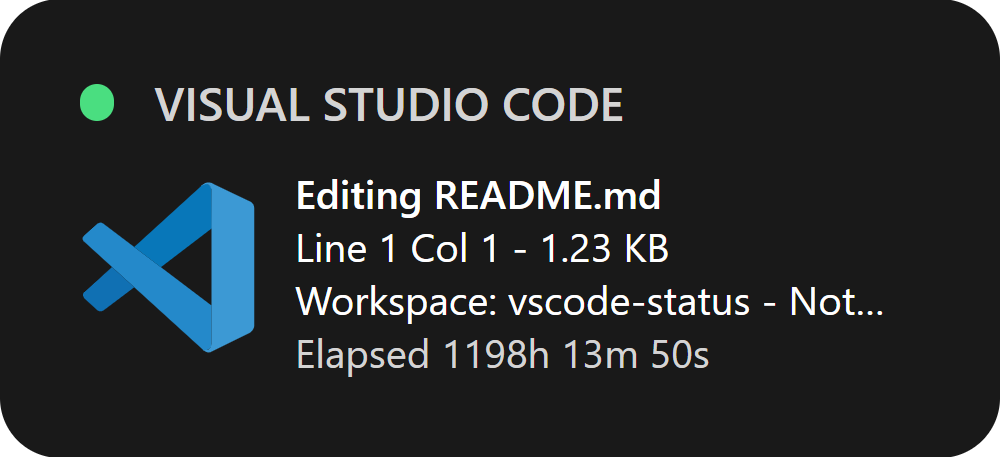 VISUAL STUDIO CODE
Editing README.md
Line 1 Col 1 - 1.23 KB
Workspace: vscode-status - Not...
Elapsed 1198h 13m 50s